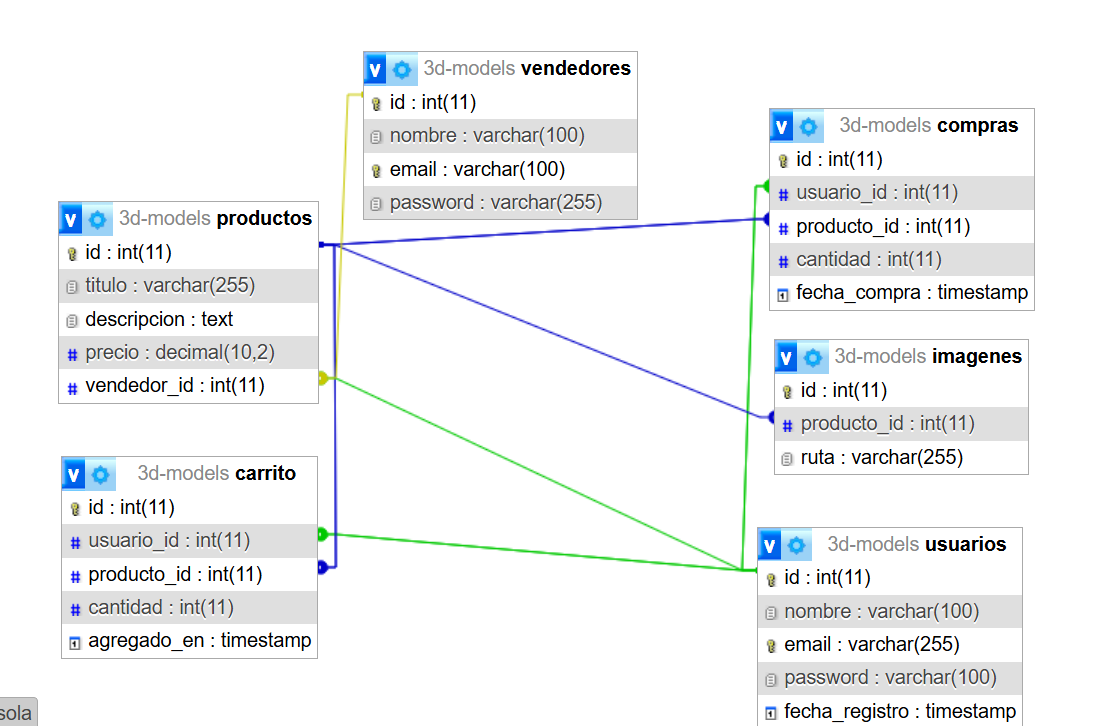 3d-models vendedores
id : int(11)
nombre : varchar(100)
email : varchar(100)
password : varchar(255)
3d-models compras
id : int(11)
usuario_id : int(11)
producto_id : int(11)
cantidad : int(11)
fecha_compra : timestamp
3d-models productos
id : int(11)
titulo : varchar(255)
descripcion : text
precio : decimal(10,2)
vendedor_id : int(11)
3d-models imagenes
id : int(11)
producto_id : int(11)
ruta : varchar(255)
3d-models carrito
id : int(11)
usuario_id : int(11)
producto_id : int(11)
cantidad : int(11)
agregado_en : timestamp
3d-models usuarios
id : int(11)
nombre : varchar(100)
email : varchar(255)
password : varchar(100)
fecha_registro : timestamp
sola